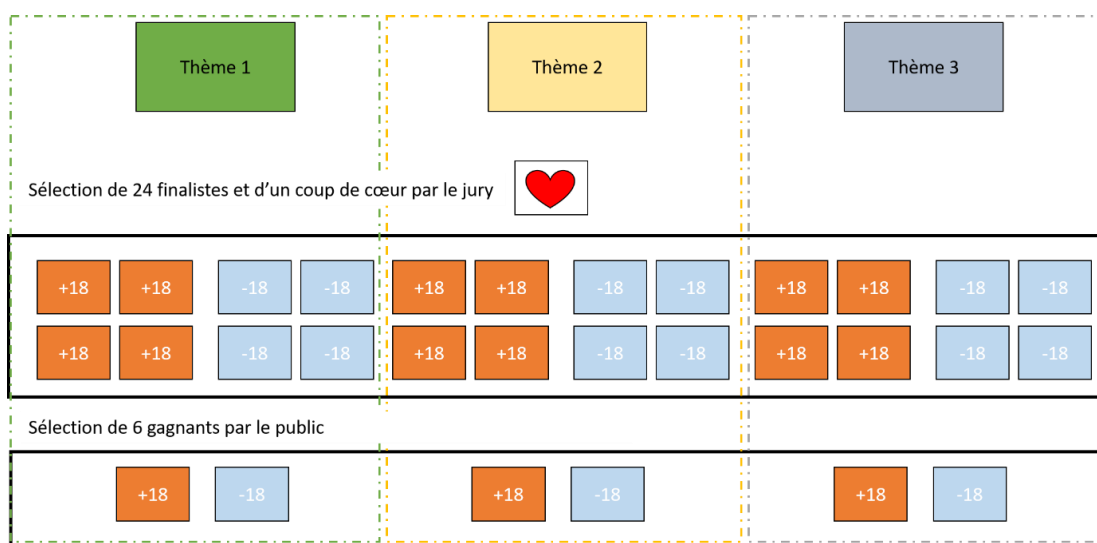 Thème 1 Thème 2 Thème 3
Sélection de 24 finalistes et d’un coup de cœur par le jury
+18 +18 -18 -18 +18 +18 -18 -18 +18 +18 -18 -18
+18 +18 -18 -18 +18 +18 -18 -18 +18 +18 -18 -18
Sélection de 6 gagnants par le public
+18 -18 +18 -18 +18 -18